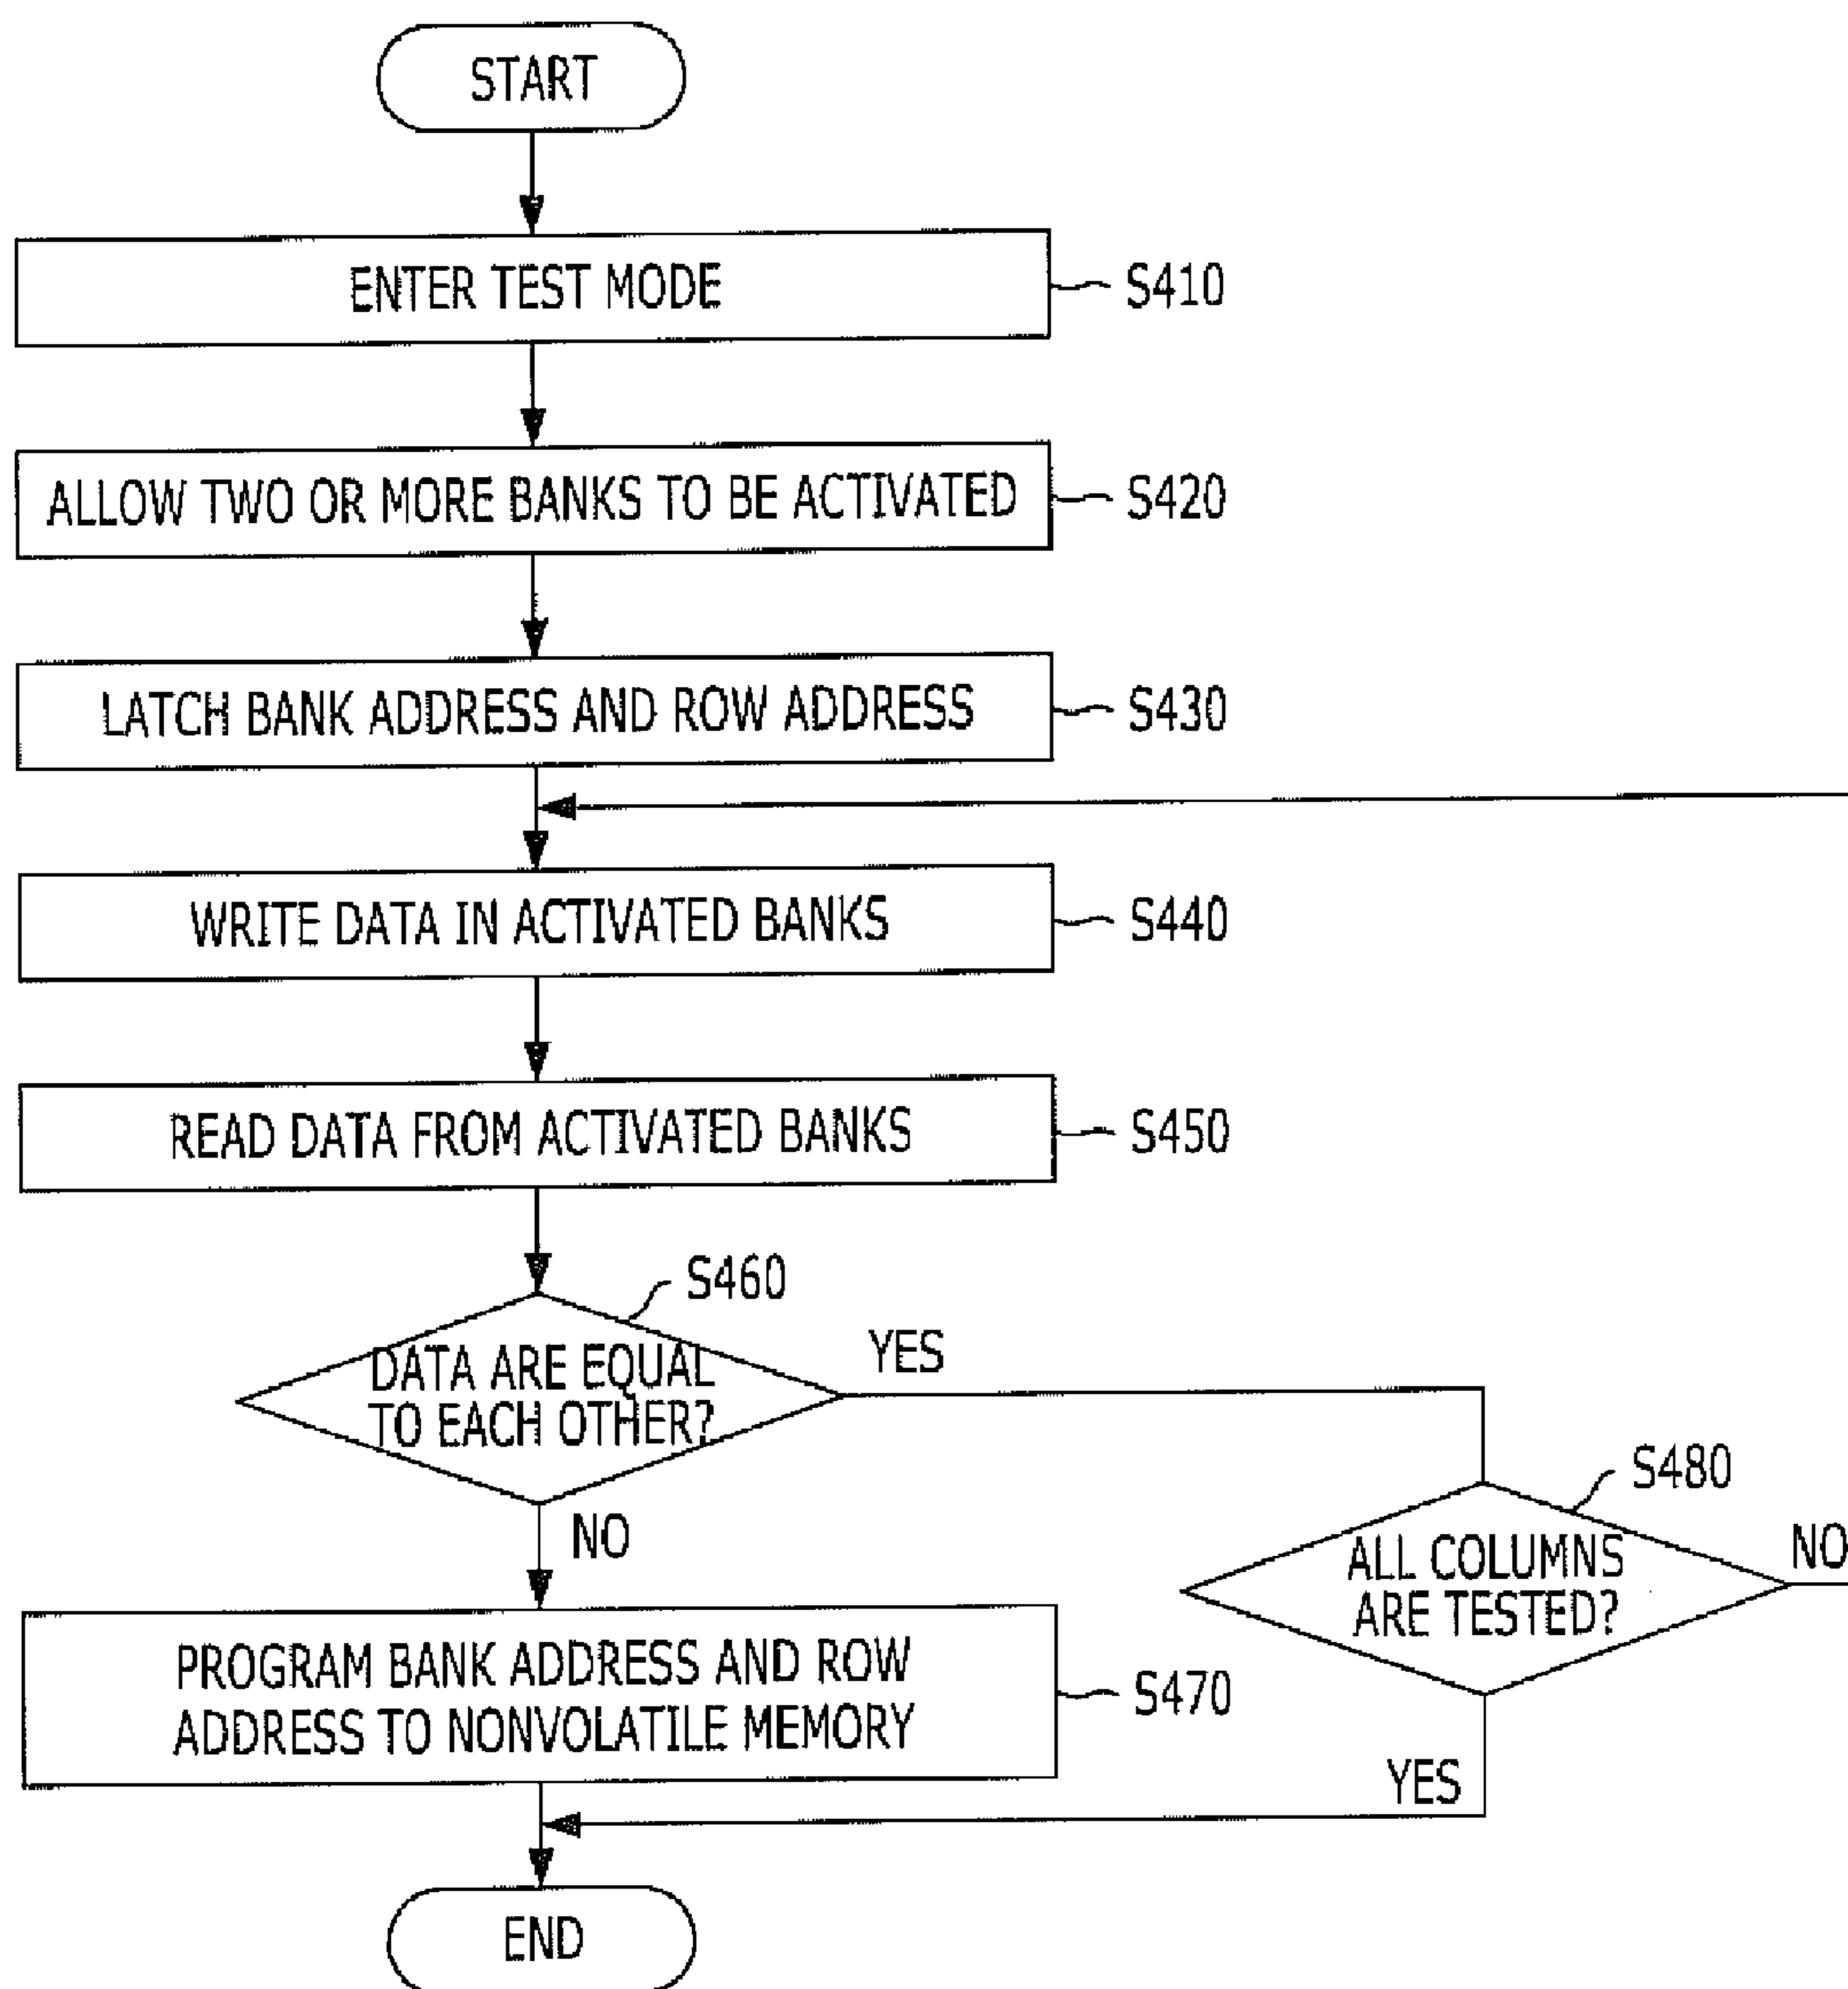 START
ENTER TEST MODE
S410
ALLOW TWO OR MORE BANKS TO BE ACTIVATED
S420
LATCH BANK ADDRESS AND ROW ADDRESS
S430
WRITE DATA IN ACTIVATED BANKS
S440
READ DATA FROM ACTIVATED BANKS
S450
S460
DATA ARE EQUAL
TO EACH OTHER?
YES
NO
S480
ALL COLUMNS
ARE TESTED?
NO
YES
PROGRAM BANK ADDRESS AND ROW
ADDRESS TO NONVOLATILE MEMORY
S470
END